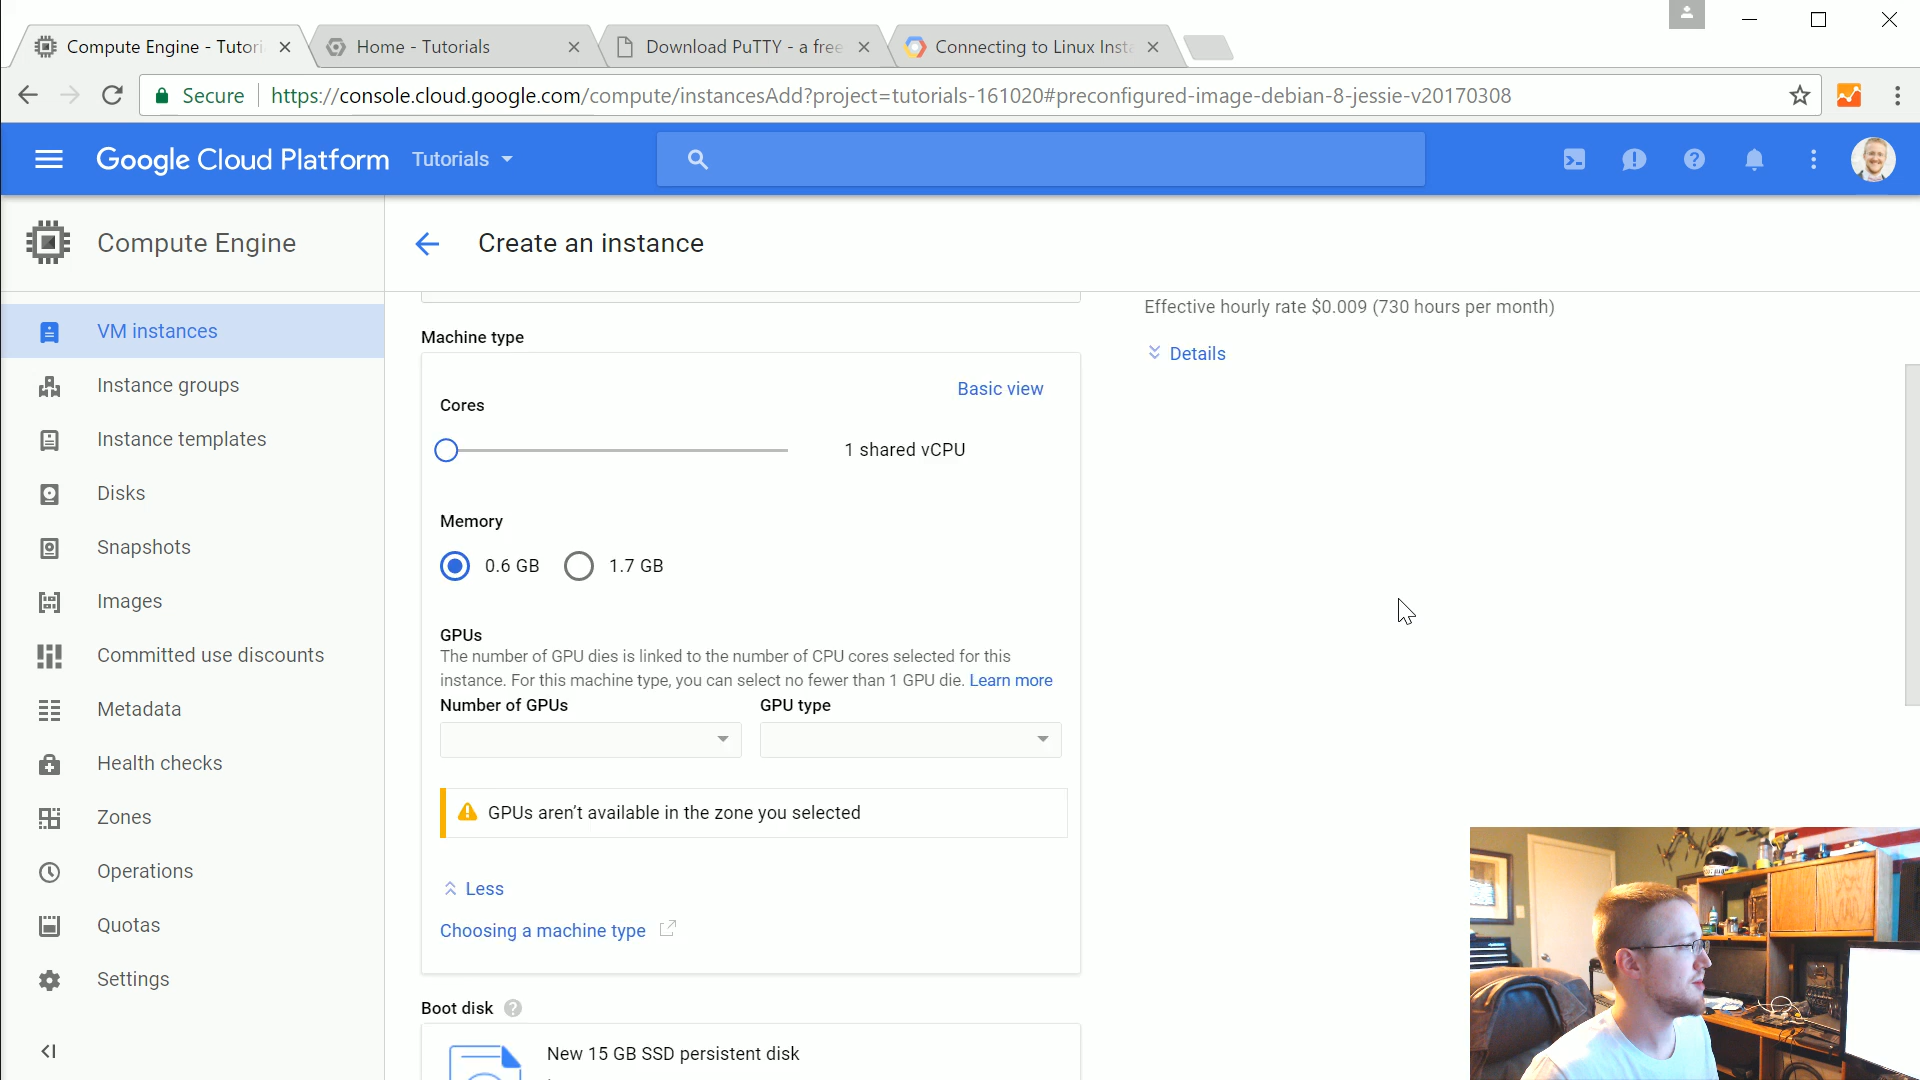 Compute Engine - Tutori
Home - Tutorials
Download PuTTY - a free
Connecting to Linux Inst
Secure
https://console.cloud.google.com/compute/instancesAdd?project=tutorials-161020#preconfigured-image-debian-8-jessie-v20170308
Google Cloud Platform
Tutorials
Compute Engine
Create an instance
VM instances
Instance groups
Instance templates
Disks
Snapshots
Images
Committed use discounts
Metadata
Health checks
Zones
Operations
Quotas
Settings
Effective hourly rate $0.009 (730 hours per month)
Details
Machine type
Basic view
Cores
1 shared vCPU
Memory
0.6 GB
1.7 GB
GPUs
The number of GPU dies is linked to the number of CPU cores selected for this
instance. For this machine type, you can select no fewer than 1 GPU die. Learn more
Number of GPUs
GPU type
GPUs aren't available in the zone you selected
Less
Choosing a machine type
Boot disk
New 15 GB SSD persistent disk